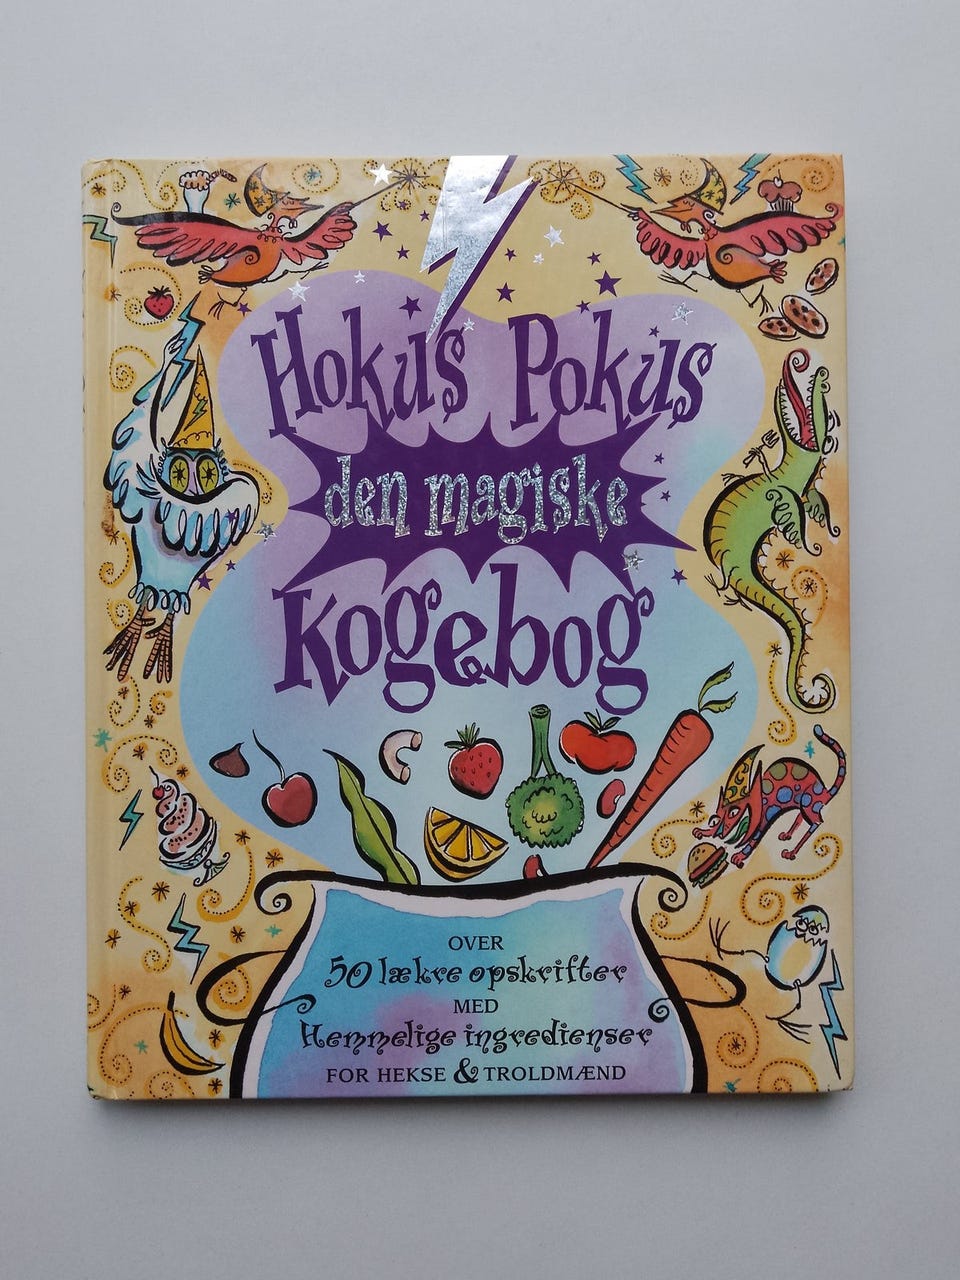 Hokus Pokus
den magiske
Kogebog
OVER
50 lækre opskrifter
MED
Hemmelige ingredienser
FOR HEKSE & TROLDMÆND